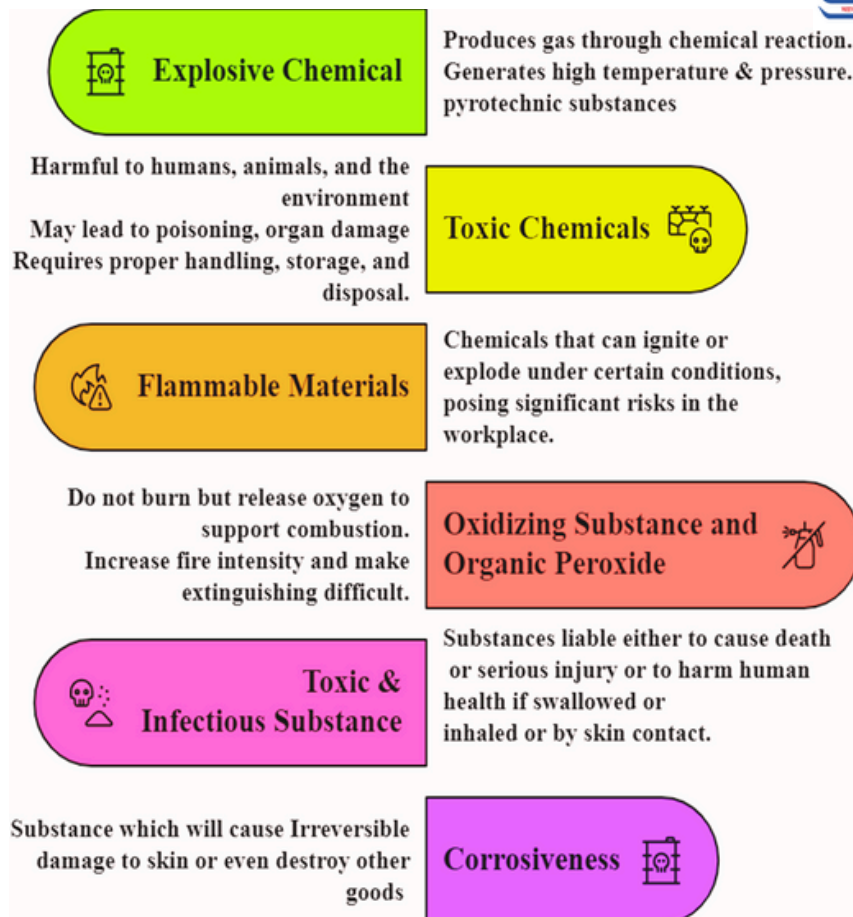 Explosive Chemical
Produces gas through chemical reaction.
Generates high temperature & pressure.
pyrotechnic substances
Harmful to humans, animals, and the
environment
May lead to poisoning, organ damage
Requires proper handling, storage, and
disposal.
Toxic Chemicals
Flammable Materials
Chemicals that can ignite or
explode under certain conditions,
posing significant risks in the
workplace.
Do not burn but release oxygen to
support combustion.
Increase fire intensity and make
extinguishing difficult.
Oxidizing Substance and
Organic Peroxide
Toxic &
Infectious Substance
Substances liable either to cause death
or serious injury or to harm human
health if swallowed or
inhaled or by skin contact.
Substance which will cause Irreversible
damage to skin or even destroy other
goods
Corrosiveness